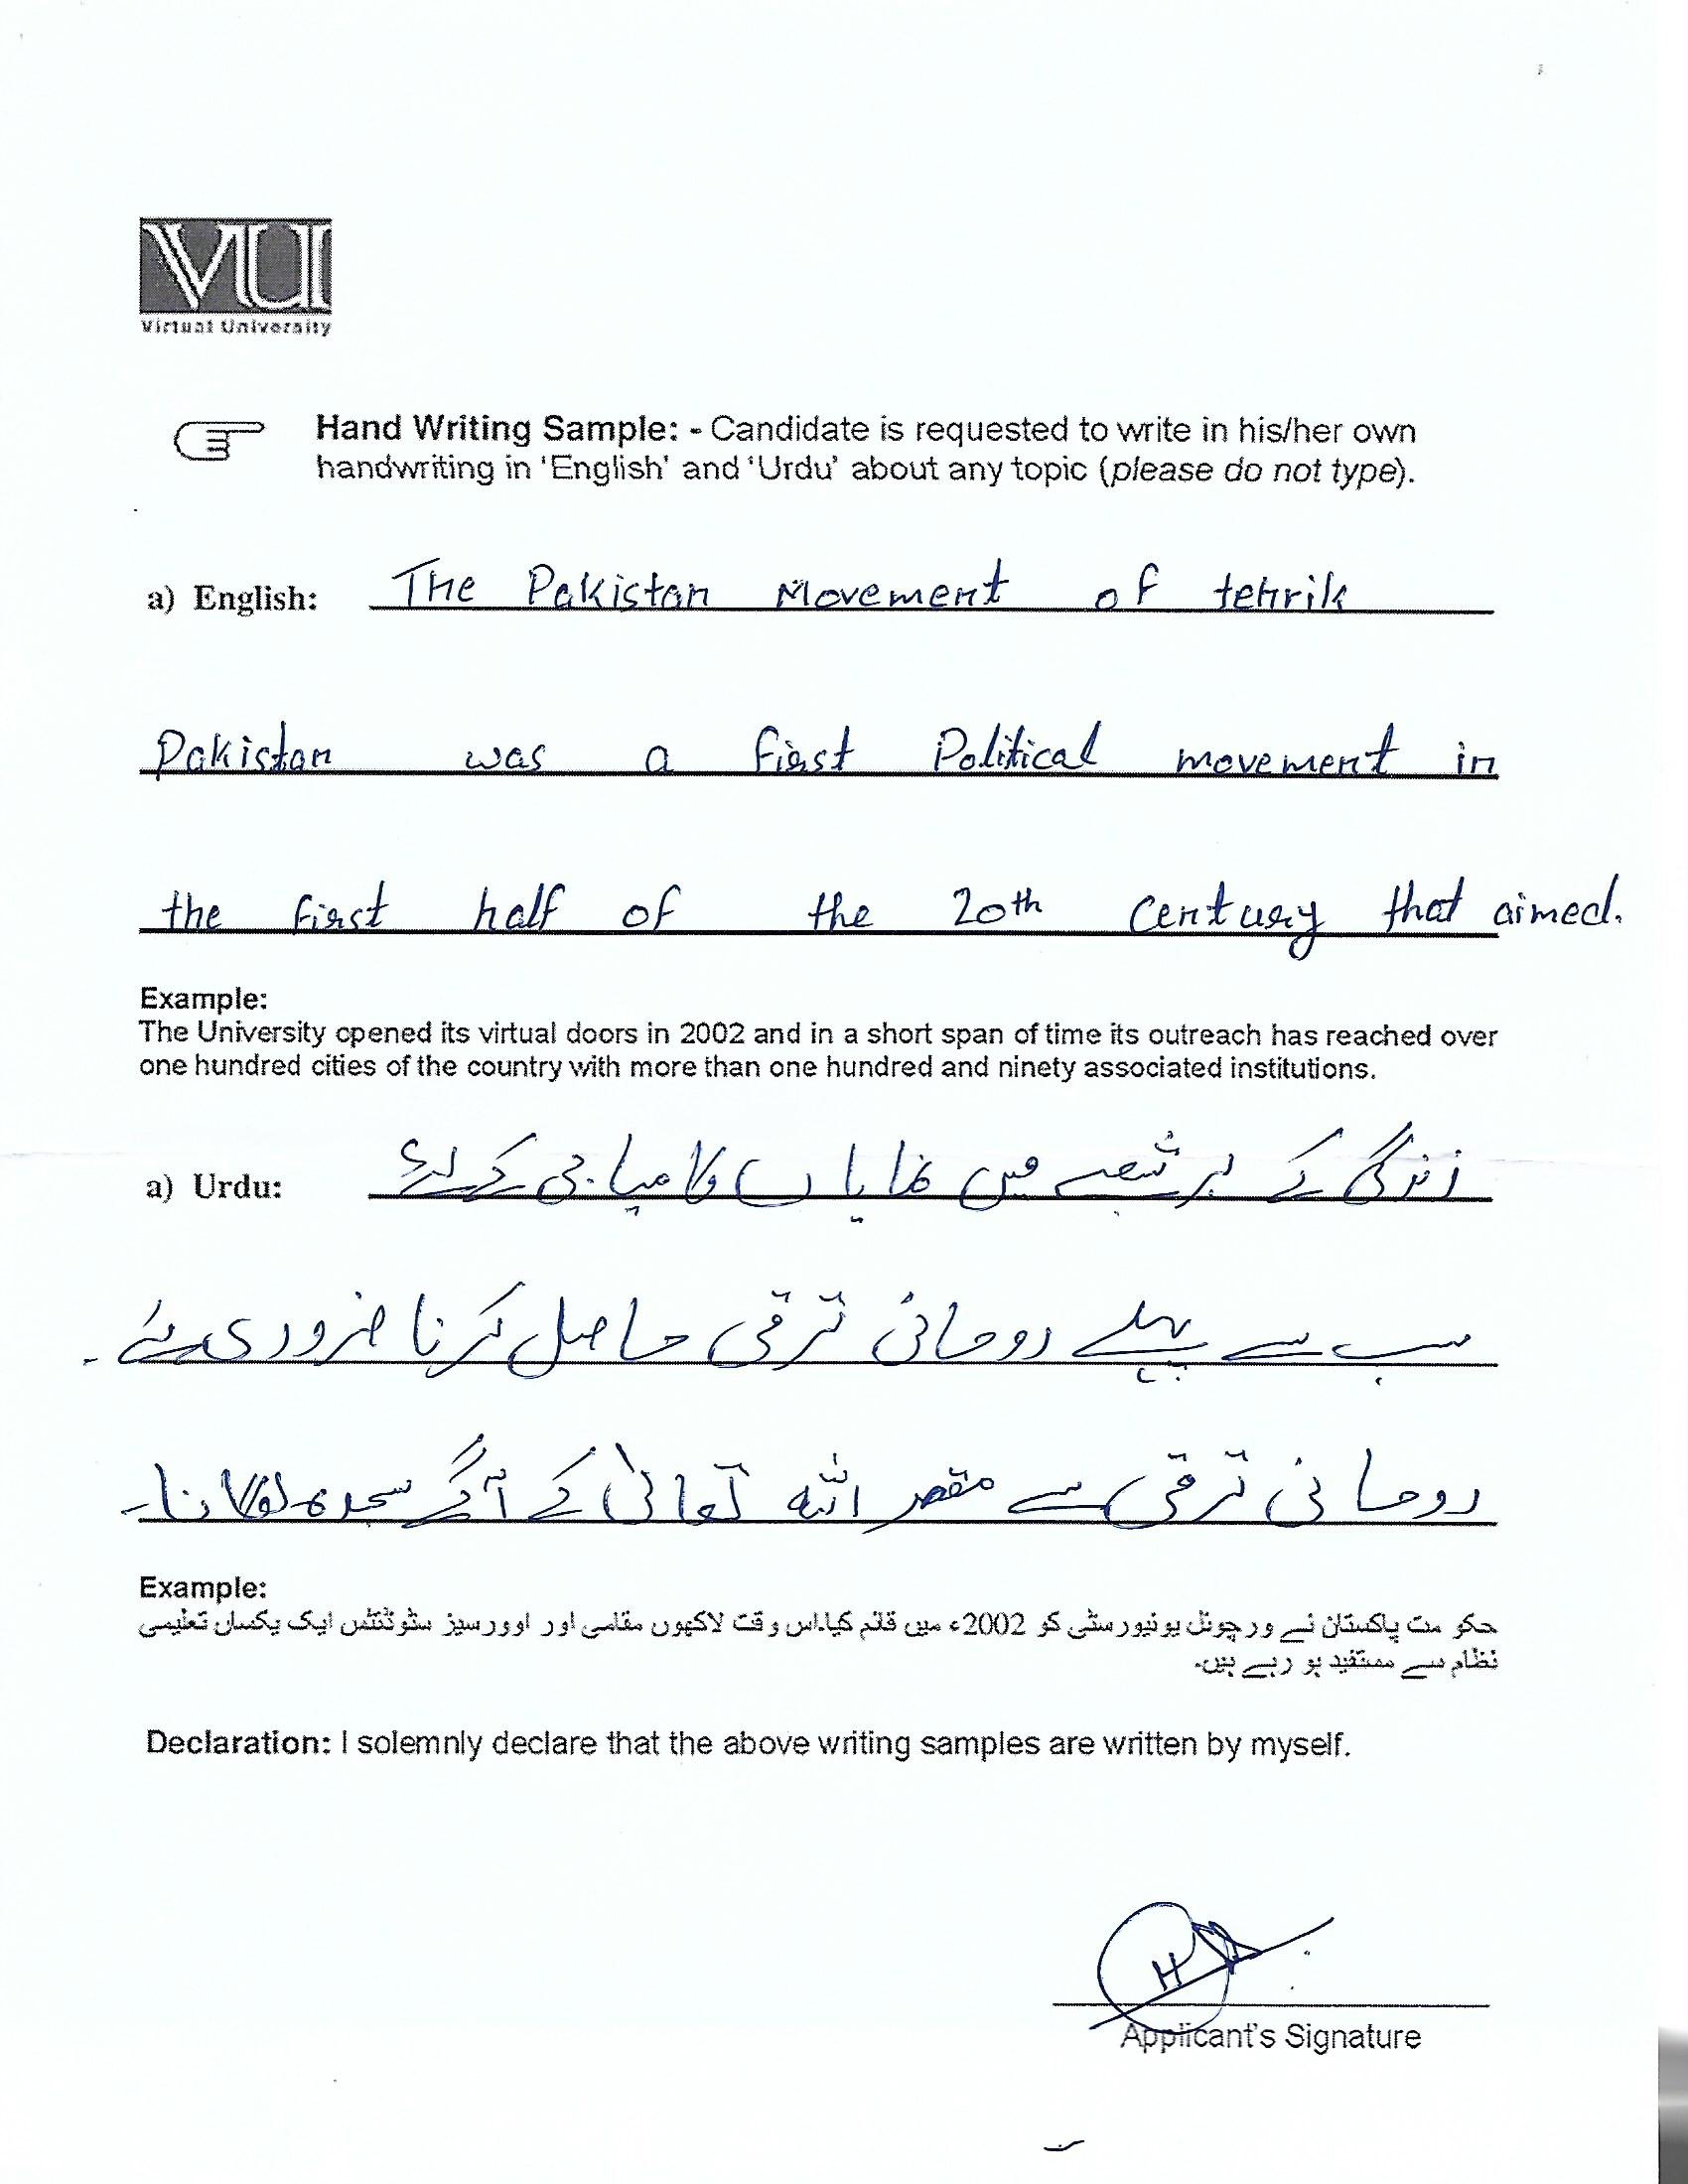 VU
Virtual University
Hand Writing Sample: - Candidate is requested to write in his/her own
handwriting in 'English' and 'Urdu' about any topic (please do not type).
a) English: The Pakistan Movement of tehrik
Pakistan was a first Political movement in
the first half of the 20th Century that aimed.
Example:
The University opened its virtual doors in 2002 and in a short span of time its outreach has reached over
one hundred cities of the country with more than one hundred and ninety associated institutions.
a) Urdu: زندگی کے ہر شعبے میں نمایاں کامیابی کے لئے
سب سے پہلے روحانی ترقی حاصل کرنا ضروری ہے۔
روحانی ترقی سے مقصد اللہ تعالیٰ کے آگے سجدہ
Example:
حکو مت پاکستان نے ورچوئل یونیورسٹی کو 2002ء میں قائم کیا۔اس وقت لاکھوں مقامی اور اوورسیز سٹوڈنٹس ایک یکساں تعلیمی
نظام سے مستفید ہو رہے ہیں۔
Declaration: I solemnly declare that the above writing samples are written by myself.
Applicant's Signature